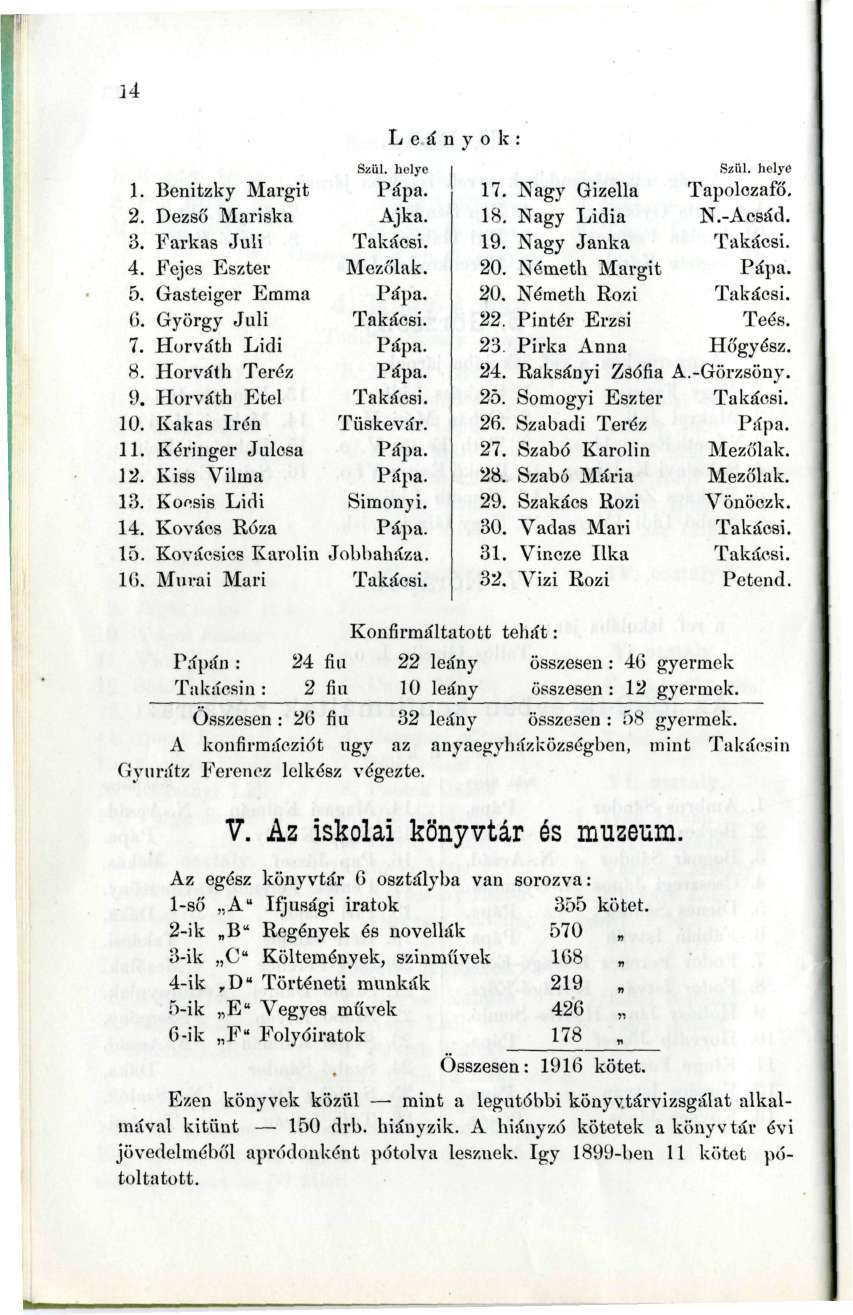 14
Leányok:
Szül. helye
1. Benitzky Margit Pápa.
2. Dezső Mariska Ajka.
3. Farkas Juli Takácsi.
4. Fejes Eszter Mezőlak.
5. Gasteiger Emma Pápa.
6. György Juli Takácsi.
7. Horváth Lidi Pápa.
8. Horváth Teréz Pápa.
9. Horváth Etel Takácsi.
10. Kakas Irén Tüskevár.
11. Kéringer Julcsa Pápa.
12. Kiss Vilma Pápa.
13. Kocsis Lidi Simonyi.
14. Kovács Róza Pápa.
15. Kovácsics Karolin Jobbaháza.
16. Murai Mari Takácsi.
Szül. helye
17. Nagy Gizella Tapolczafő.
18. Nagy Lidia N.-Acsád.
19. Nagy Janka Takácsi.
20. Németh Margit Pápa.
20. Németh Rozi Takácsi.
22. Pintér Erzsi Teés.
23. Pirka Anna Hőgyész.
24. Raksányi Zsófia A.-Görzsöny.
25. Somogyi Eszter Takácsi.
26. Szabadi Teréz Pápa.
27. Szabó Karolin Mezőlak.
28. Szabó Mária Mezőlak.
29. Szakács Rozi Vönöczk.
30. Vadas Mari Takácsi.
31. Vincze Ilka Takácsi.
32. Vizi Rozi Petend.
Konfirmáltatott tehát:
Pápán: 24 fiu 22 leány összesen: 46 gyermek
Takácsin: 2 fiu 10 leány összesen: 12 gyermek.
Összesen: 26 fiu 32 leány összesen: 58 gyermek.
A konfirmácziót ugy az anyaegyházközségben, mint Takácsin
Gyurátz Ferencz lelkész végezte.
V. Az iskolai könyvtár és muzeum.
Az egész könyvtár 6 osztályba van sorozva:
1-ső „A“ Ifjusági iratok 355 kötet.
2-ik „B“ Regények és novellák 570 „
3-ik „C“ Költemények, szinművek 168 „
4-ik „D“ Történeti munkák 219 „
5-ik „E“ Vegyes művek 426 „
6-ik „F“ Folyóiratok 178 „
Összesen: 1916 kötet.
Ezen könyvek közül — mint a legutóbbi könyvtárvizsgálat alkal-
mával kitünt — 150 drb. hiányzik. A hiányzó kötetek a könyvtár évi
jövedelméből apródonként pótolva lesznek. Igy 1899-ben 11 kötet pó-
toltatott.